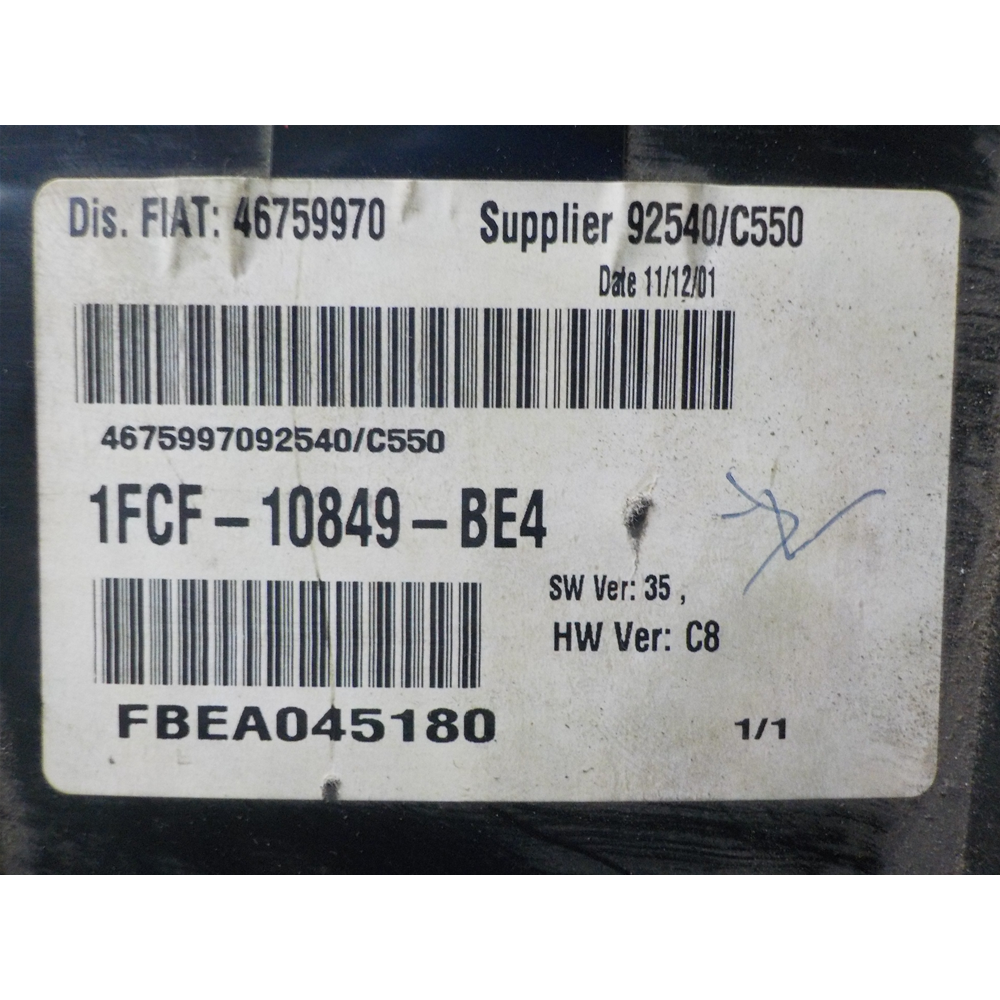 Dis. FIAT: 46759970 Supplier 92540/C550
Date 11/12/01
4675997092540/C550
1FCF-10849-BE4
SW Ver: 35 ,
HW Ver: C8
FBEA045180 1/1